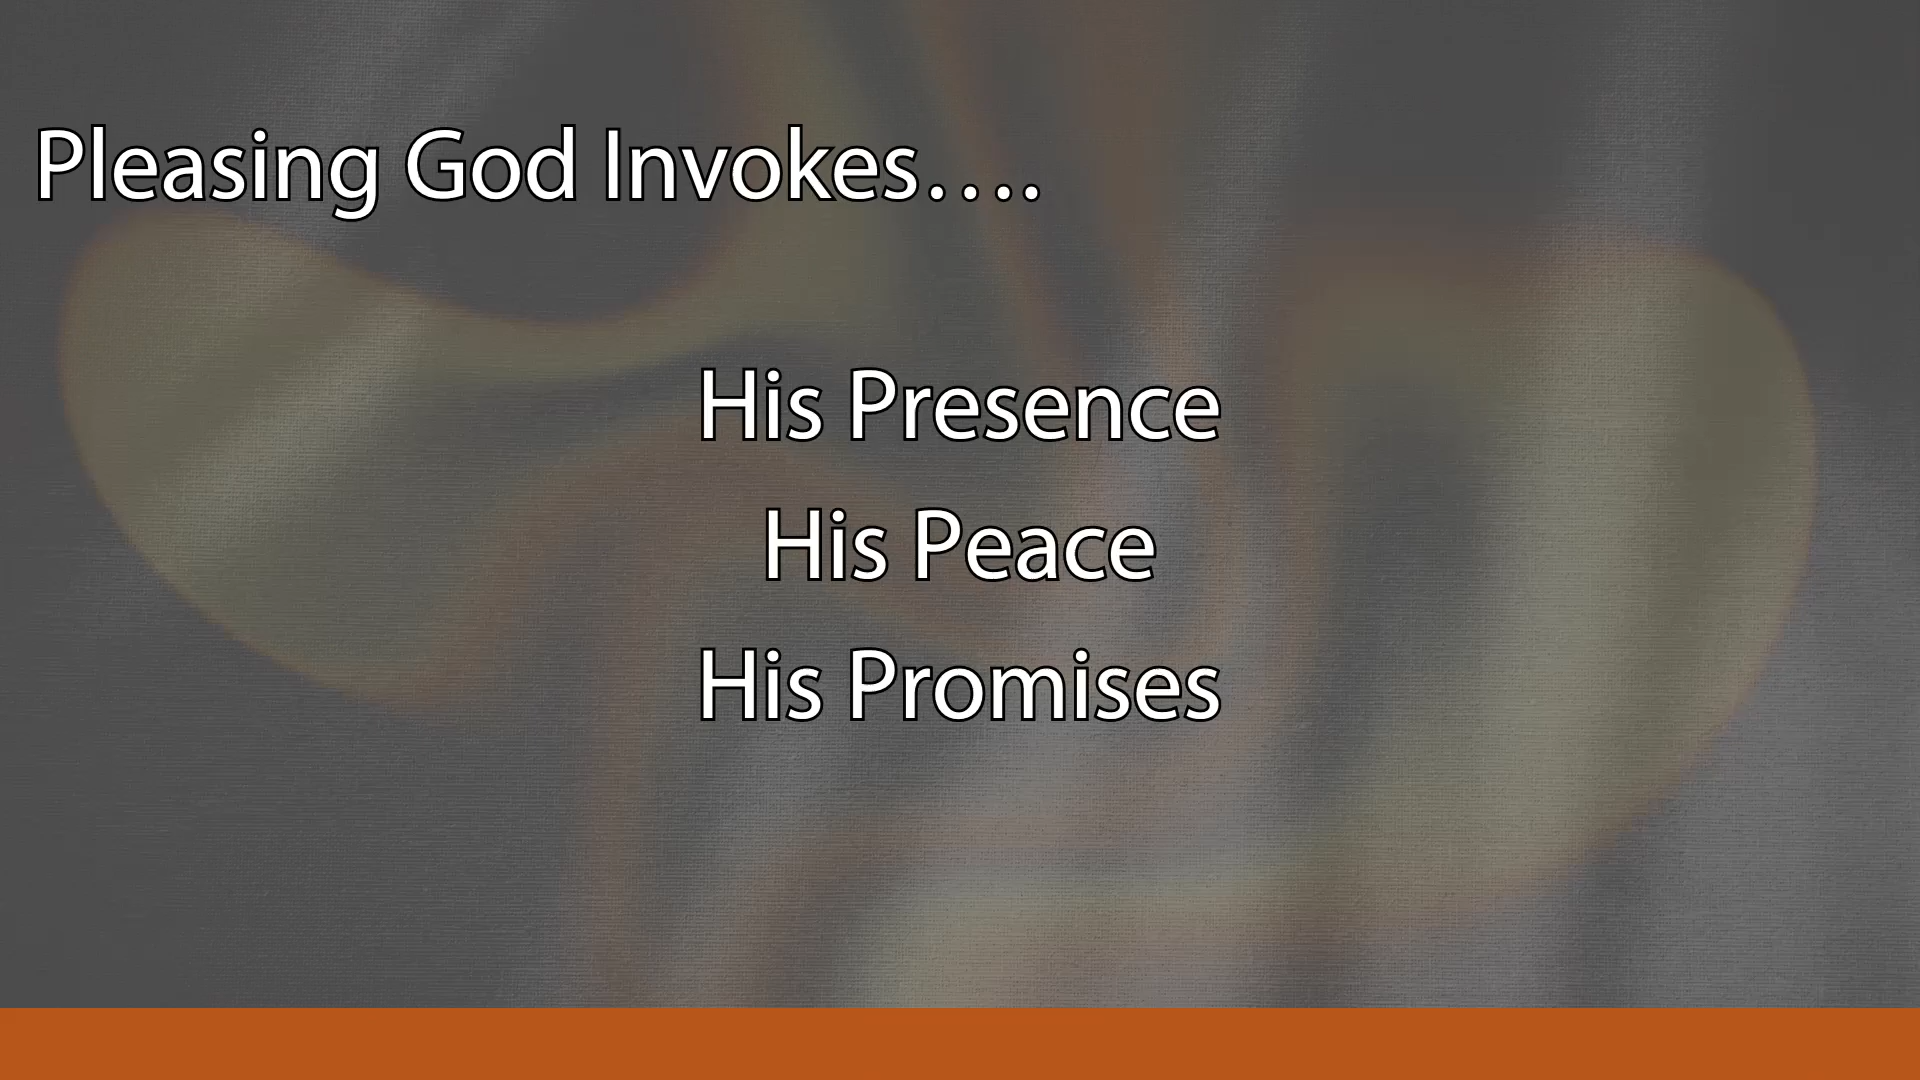 Pleasing God Invokes….
His Presence
His Peace
His Promises